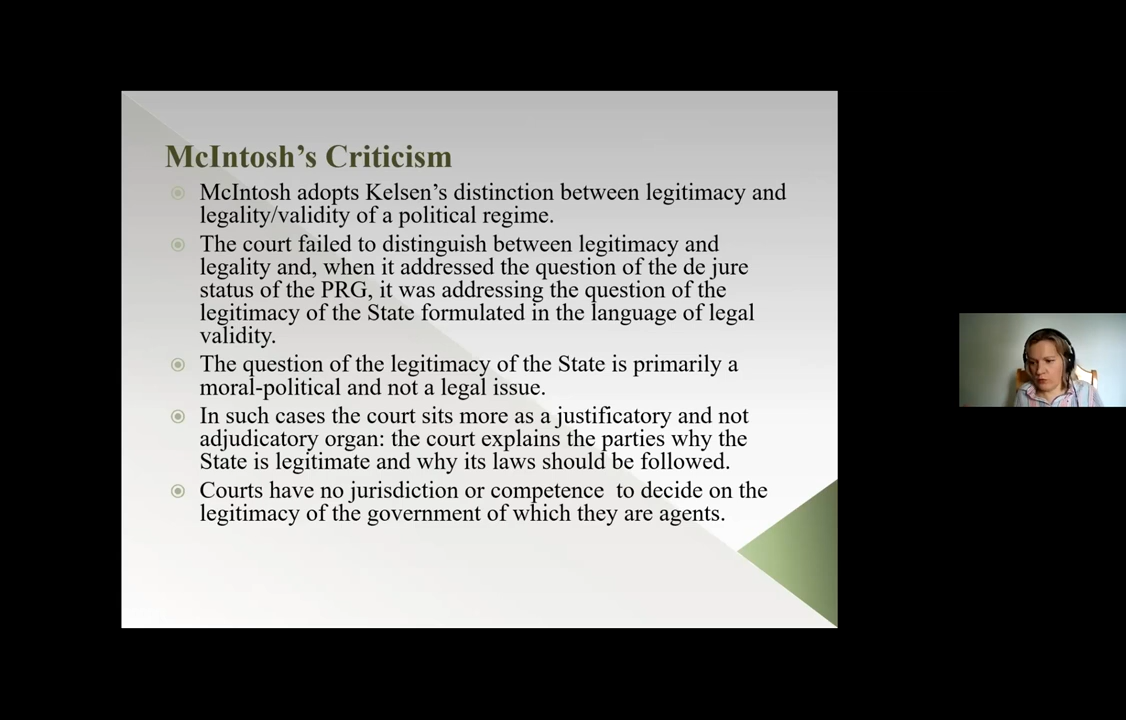 McIntosh’s Criticism
McIntosh adopts Kelsen’s distinction between legitimacy and
legality/validity of a political regime.
The court failed to distinguish between legitimacy and
legality and, when it addressed the question of the de jure
status of the PRG, it was addressing the question of the
legitimacy of the State formulated in the language of legal
validity.
The question of the legitimacy of the State is primarily a
moral-political and not a legal issue.
In such cases the court sits more as a justificatory and not
adjudicatory organ: the court explains the parties why the
State is legitimate and why its laws should be followed.
Courts have no jurisdiction or competence  to decide on the
legitimacy of the government of which they are agents.